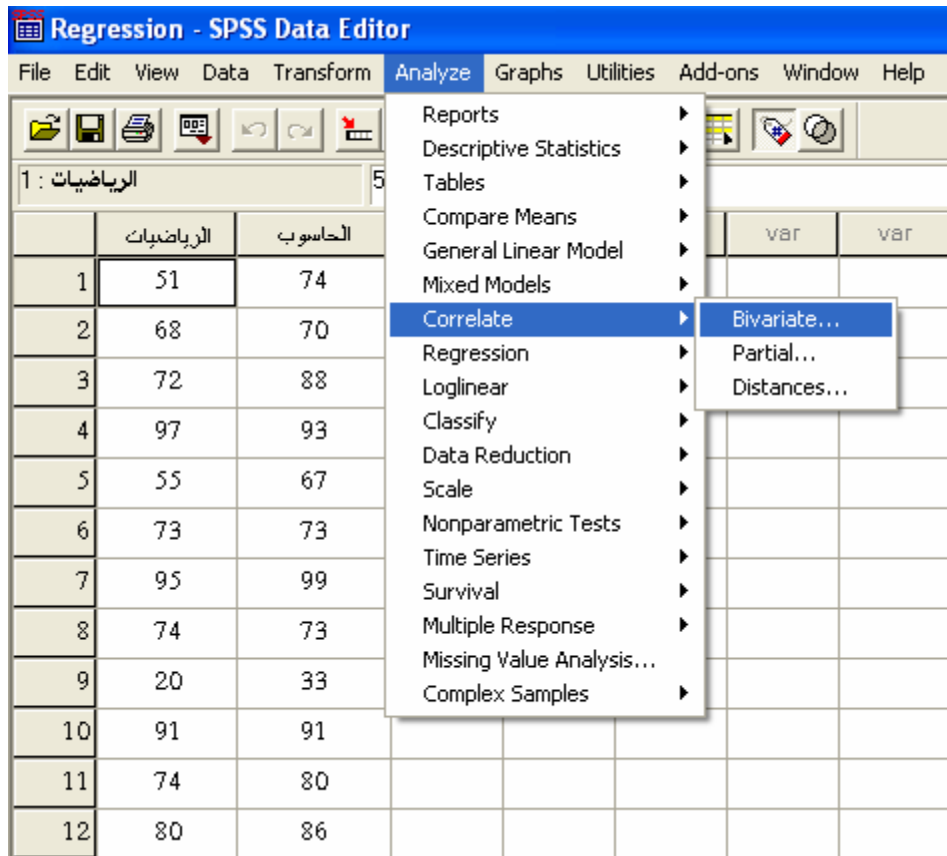 SPSS
Regression - SPSS Data Editor
File Edit View Data Transform Analyze Graphs Utilities Add-ons Window Help
1 : الرياضيات 5
الرياضيات الحاسوب var var
1 51 74
2 68 70
3 72 88
4 97 93
5 55 67
6 73 73
7 95 99
8 74 73
9 20 33
10 91 91
11 74 80
12 80 86
Reports
Descriptive Statistics
Tables
Compare Means
General Linear Model
Mixed Models
Correlate
Regression
Loglinear
Classify
Data Reduction
Scale
Nonparametric Tests
Time Series
Survival
Multiple Response
Missing Value Analysis...
Complex Samples
Bivariate...
Partial...
Distances...